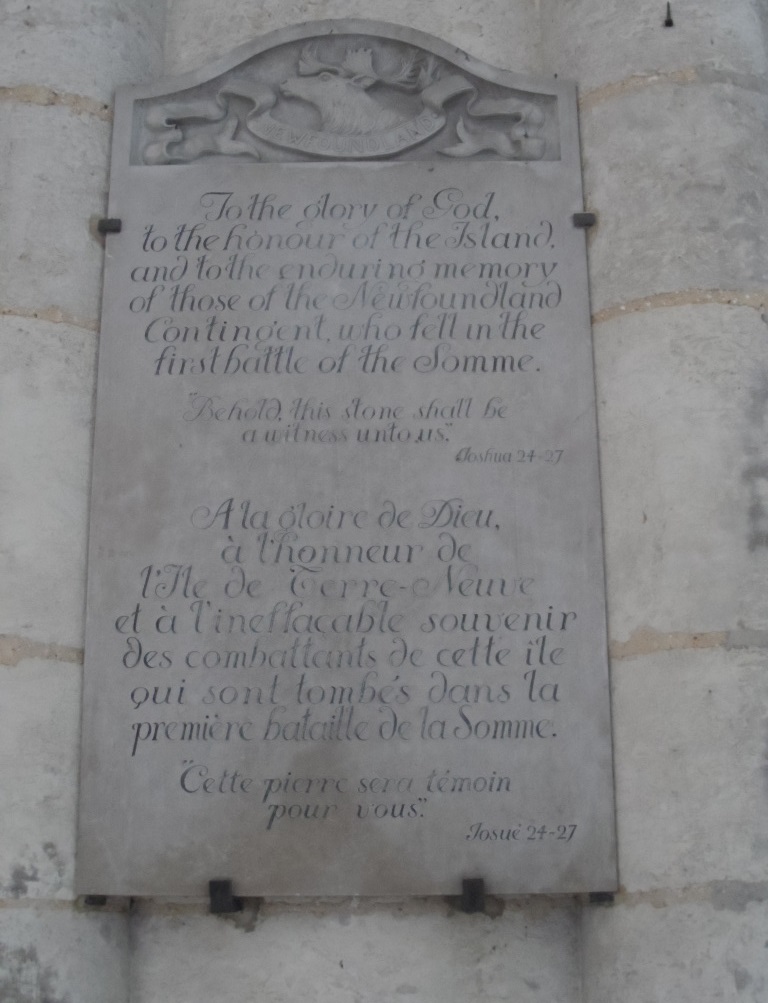 NEWFOUNDLAND
To the glory of God,
to the honour of the Island,
and to the enduring memory
of those of the Newfoundland
Contingent, who fell in the
first battle of the Somme.
"Behold, this stone shall be
a witness unto us."
Joshua 24-27
A la gloire de Dieu,
à l'honneur de
l'Ile de Terre-Neuve
et à l'ineffaçable souvenir
des combattants de cette île
qui sont tombés dans la
première bataille de la Somme.
"Cette pierre sera témoin
pour vous".
Josué 24-27